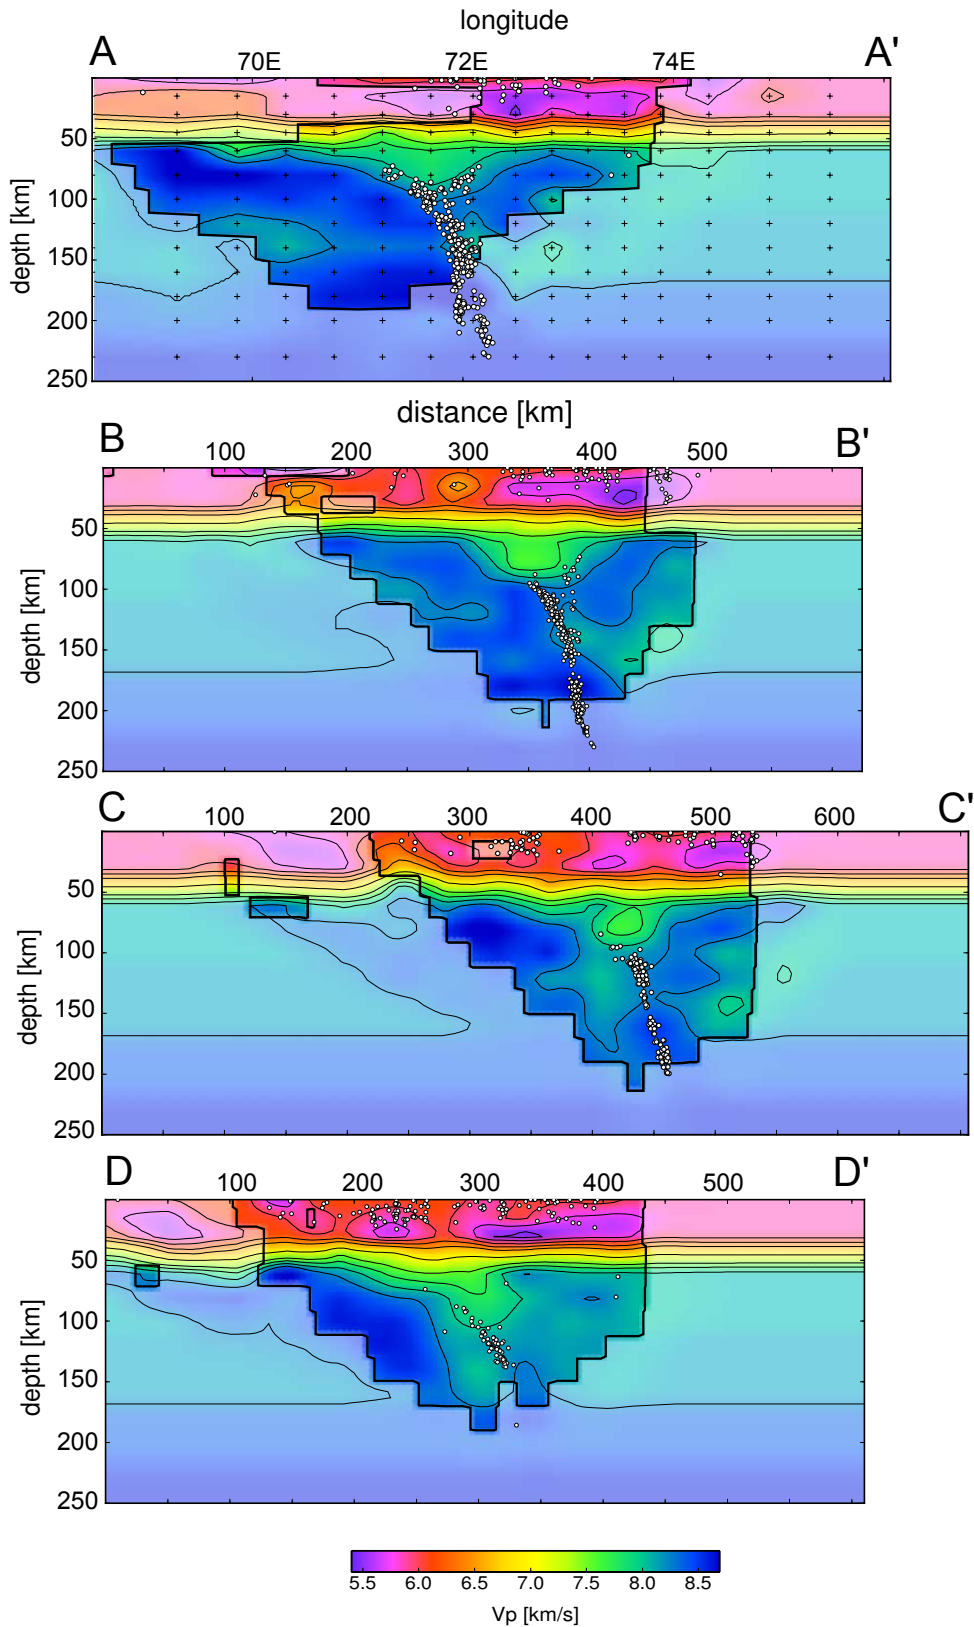 longitude
A 70E 72E 74E A'
50
100
150
200
250
depth [km]
distance [km]
B 100 200 300 400 500 B'
50
100
150
200
250
depth [km]
C 100 200 300 400 500 600 C'
50
100
150
200
250
depth [km]
D 100 200 300 400 500 D'
50
100
150
200
250
depth [km]
5.5 6.0 6.5 7.0 7.5 8.0 8.5
Vp [km/s]